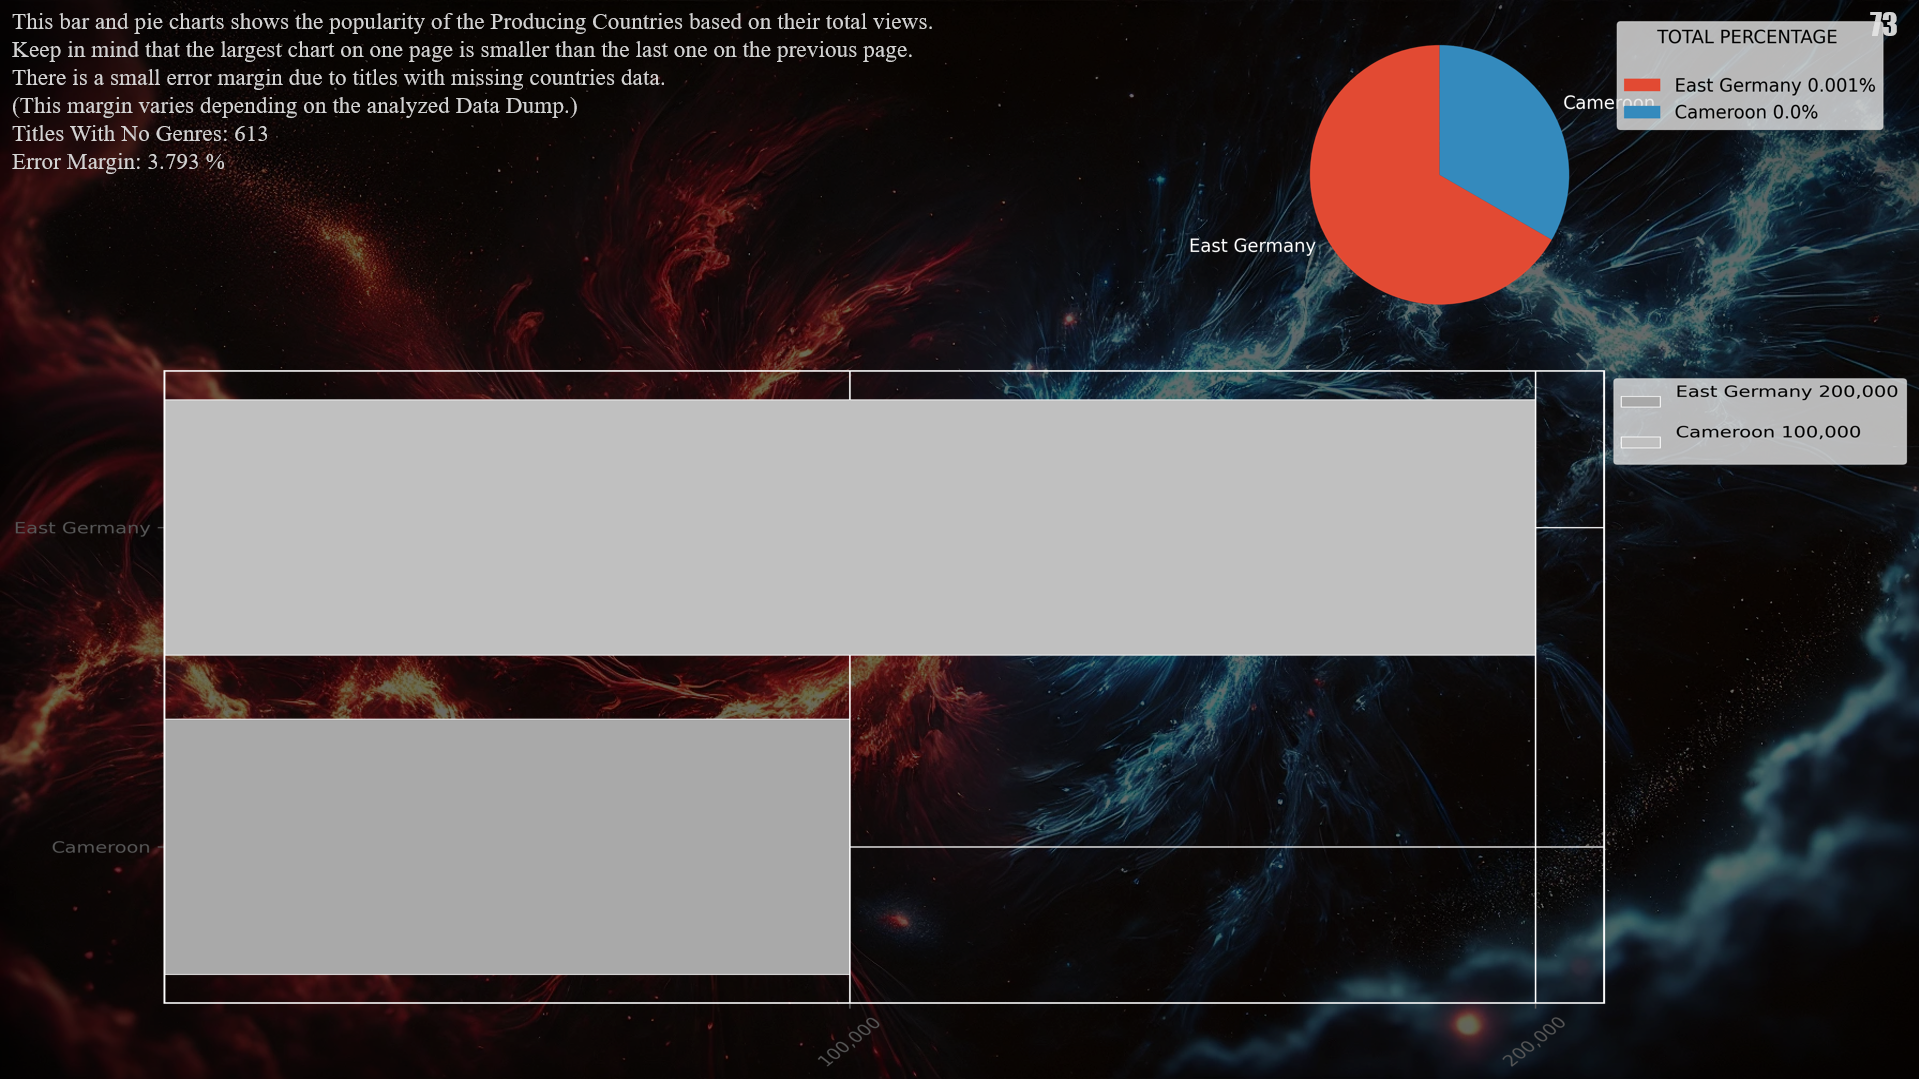 This bar and pie charts shows the popularity of the Producing Countries based on their total views.
Keep in mind that the largest chart on one page is smaller than the last one on the previous page.
There is a small error margin due to titles with missing countries data.
(This margin varies depending on the analyzed Data Dump.)
Titles With No Genres: 613
Error Margin: 3.793 %
73
TOTAL PERCENTAGE
East Germany 0.001%
Cameroon 0.0%
Cameroon
East Germany
East Germany 200,000
Cameroon 100,000
East Germany
Cameroon
100,000
200,000